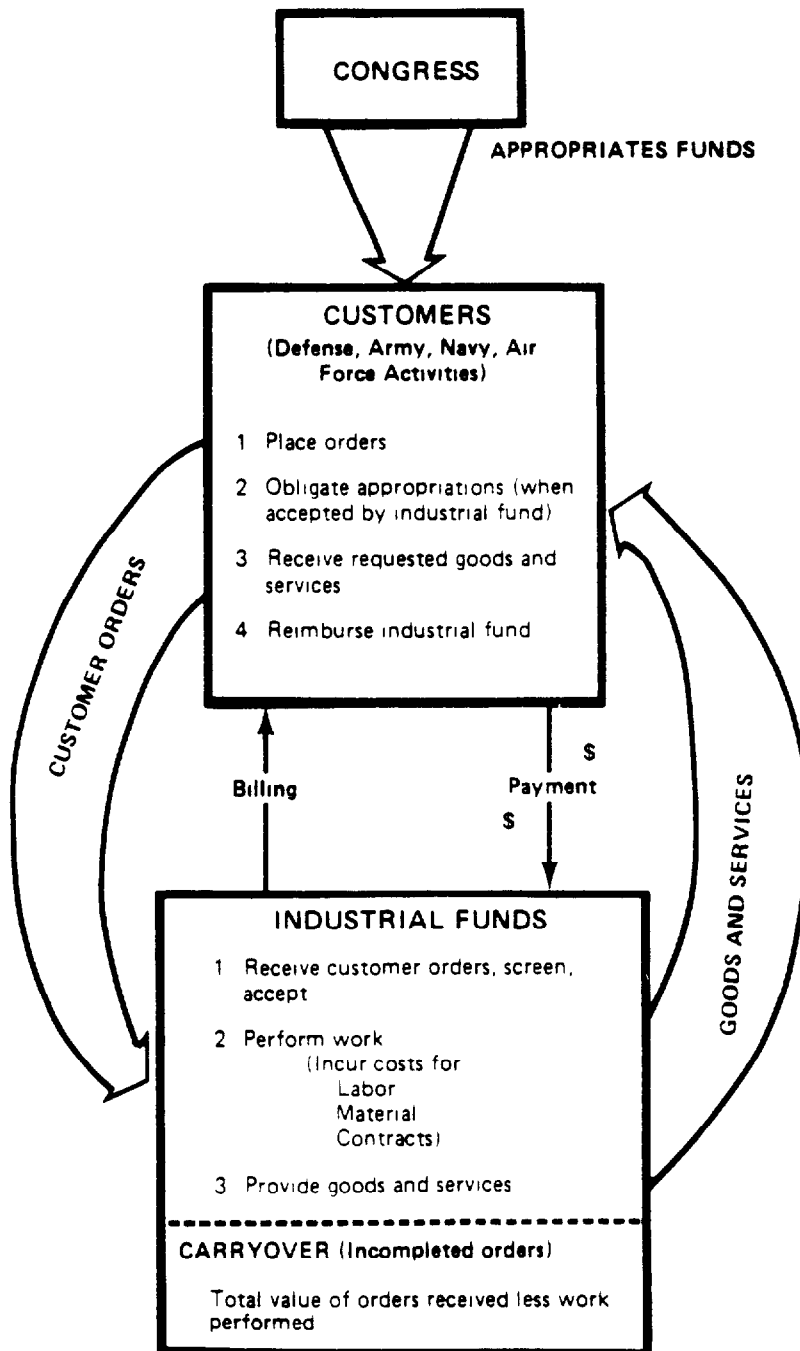 CONGRESS
APPROPRIATES FUNDS
CUSTOMERS
(Defense, Army, Navy, Air
Force Activities)
1 Place orders
2 Obligate appropriations (when
accepted by industrial fund)
3 Receive requested goods and
services
4 Reimburse industrial fund
CUSTOMER ORDERS
Billing
$
Payment
$
GOODS AND SERVICES
INDUSTRIAL FUNDS
1 Receive customer orders, screen,
accept
2 Perform work
(Incur costs for
Labor
Material
Contracts)
3 Provide goods and services
CARRYOVER (Incompleted orders)
Total value of orders received less work
performed